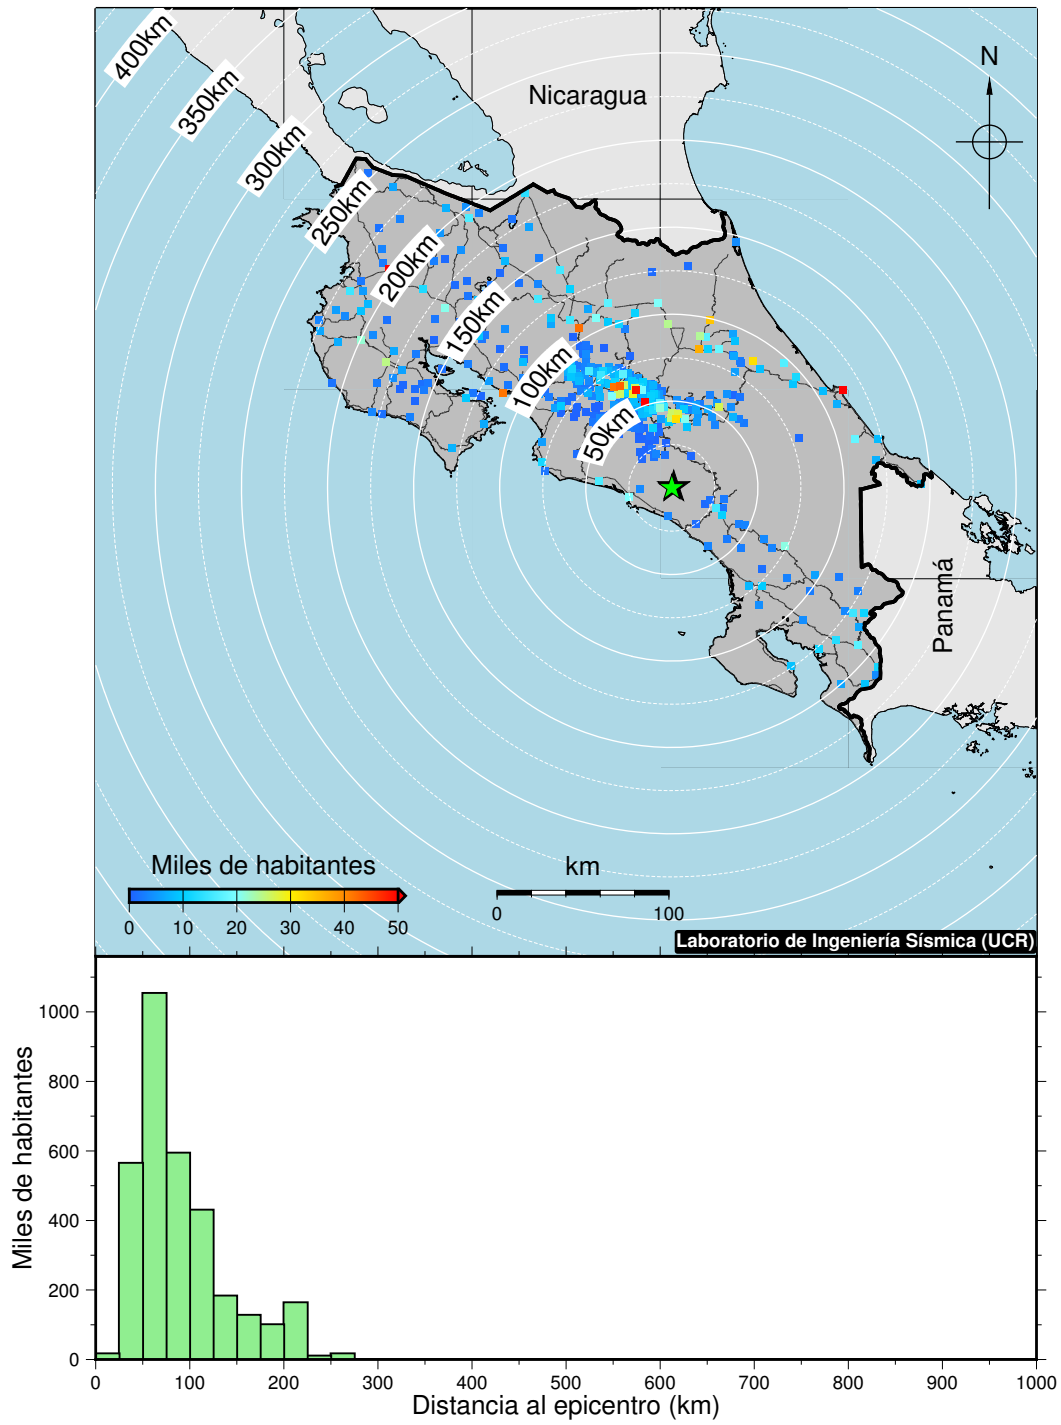 400km
350km
300km
250km
200km
150km
100km
50km
Nicaragua
N
Panamá
Miles de habitantes
0 10 20 30 40 50
km
0 100
Laboratorio de Ingeniería Sísmica (UCR)
Miles de habitantes
1000
800
600
400
200
0
0 100 200 300 400 500 600 700 800 900 1000
Distancia al epicentro (km)